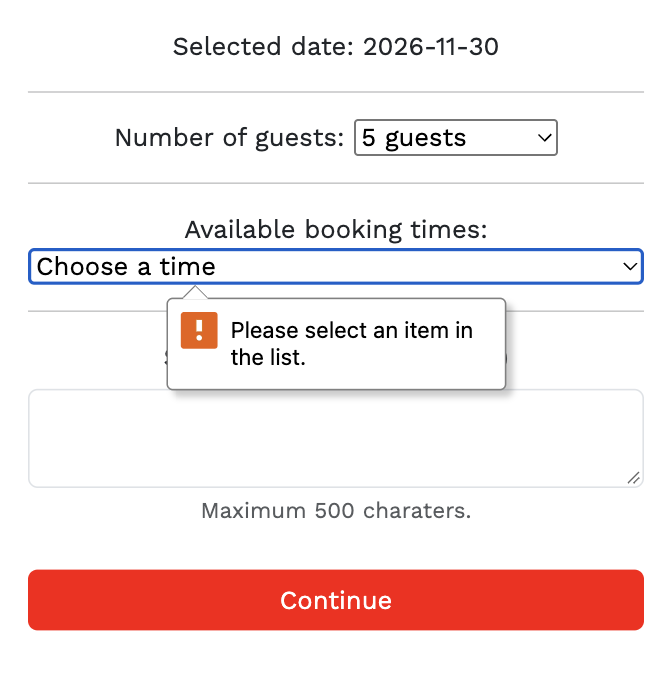 Selected date: 2026-11-30
Number of guests: 5 guests
Available booking times:
Choose a time
Please select an item in
the list.
Maximum 500 charaters.
Continue